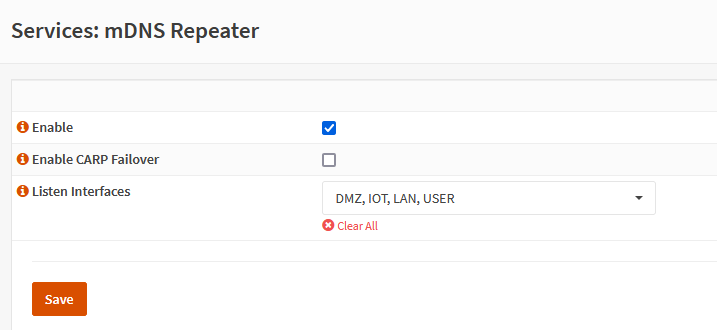 Services: mDNS Repeater
Enable
Enable CARP Failover
Listen Interfaces
DMZ, IOT, LAN, USER
Clear All
Save